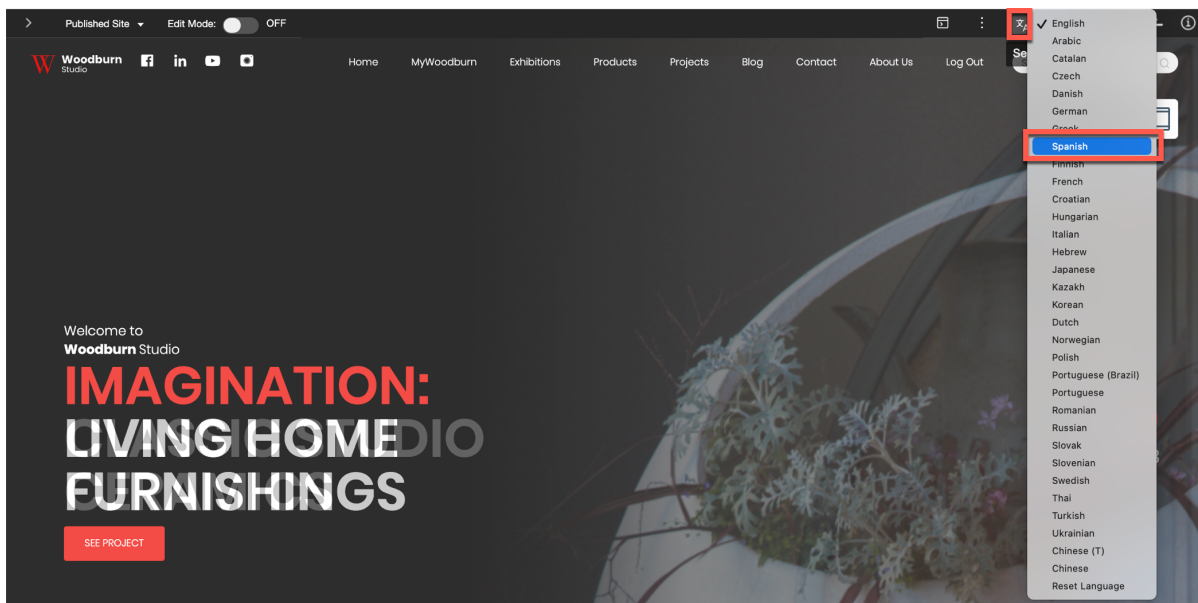 Published Site
Edit Mode: OFF
Se
W Woodburn
Studio
Home MyWoodburn Exhibitions Products Projects Blog Contact About Us Log Out
English
Arabic
Catalan
Czech
Danish
German
Greek
Spanish
Finnish
French
Croatian
Hungarian
Italian
Hebrew
Japanese
Kazakh
Korean
Dutch
Norwegian
Polish
Portuguese (Brazil)
Portuguese
Romanian
Russian
Slovak
Slovenian
Swedish
Thai
Turkish
Ukrainian
Chinese (T)
Chinese
Reset Language
Welcome to
Woodburn Studio
IMAGINATION:
LIVING HOME
FURNISHINGS
SEE PROJECT